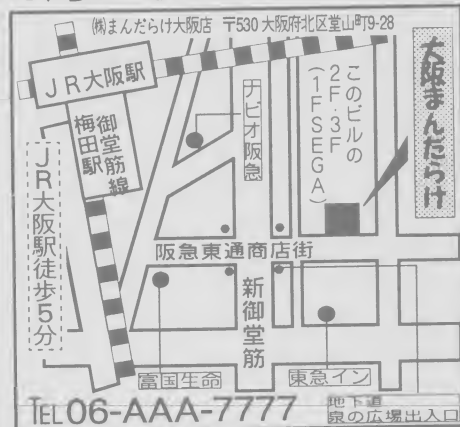 ㈱まんだらけ大阪店 〒530 大阪府北区堂山町9-28
JR大阪駅
御堂筋線
梅田駅
JR大阪駅徒歩5分
ナビオ阪急
このビルの
2F・3F
(1FSEGA)
大阪まんだらけ
阪急東通商店街
新御堂筋
富国生命
東急イン
TEL 06-AAA-7777
地下道
泉の広場出入口